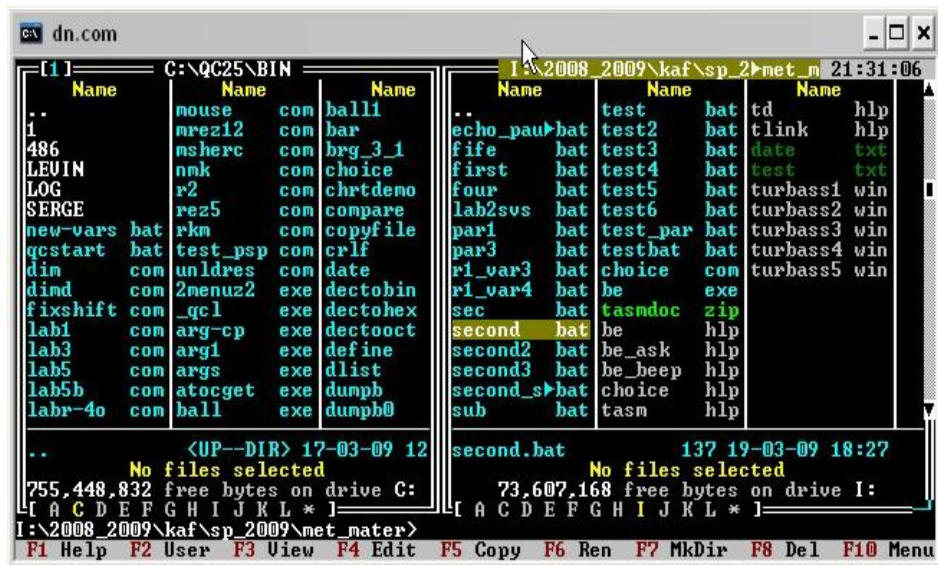 dn.com
[1] C:\QC25\BIN
Name Name Name
.. mouse com ball1
1 mrez12 com bar
486 msherc com brg_3_1
LEVIN nmk com choice
LOG r2 com chrtdemo
SERGE rez5 com compare
new-vars bat rkm com copyfile
qcstart bat test_psp com crlf
dim com unldres com date
dimd com 2menuz2 exe dectobin
fixshift com _qcl exe dectohex
lab1 com arg-cp exe dectooct
lab3 com arg1 exe define
lab5 com args exe dlist
lab5b com atocget exe dumpb
labr-4o com ball exe dumpb0
.. <UP--DIR> 17-03-09 12
No files selected
755,448,832 free bytes on drive C:
[ A C D E F G H I J K L * ]
I:\2008_2009\kaf\sp_2▶met_m 21:31:06
Name Name Name
.. test bat td hlp
echo_pau▶bat test2 bat tlink hlp
fife bat test3 bat date txt
first bat test4 bat test txt
four bat test5 bat turbass1 win
lab2svs bat test6 bat turbass2 win
par1 bat test_par bat turbass3 win
par3 bat testbat bat turbass4 win
r1_var3 bat choice com turbass5 win
r1_var4 bat be exe
sec bat tasmdoc zip
second bat be hlp
second2 bat be_ask hlp
second3 bat be_beep hlp
second_s▶bat choice hlp
sub bat tasm hlp
second.bat 137 19-03-09 18:27
No files selected
73,607,168 free bytes on drive I:
[ A C D E F G H I J K L * ]
I:\2008_2009\kaf\sp_2009\met_mater>
F1 Help F2 User F3 View F4 Edit F5 Copy F6 Ren F7 MkDir F8 Del F10 Menu